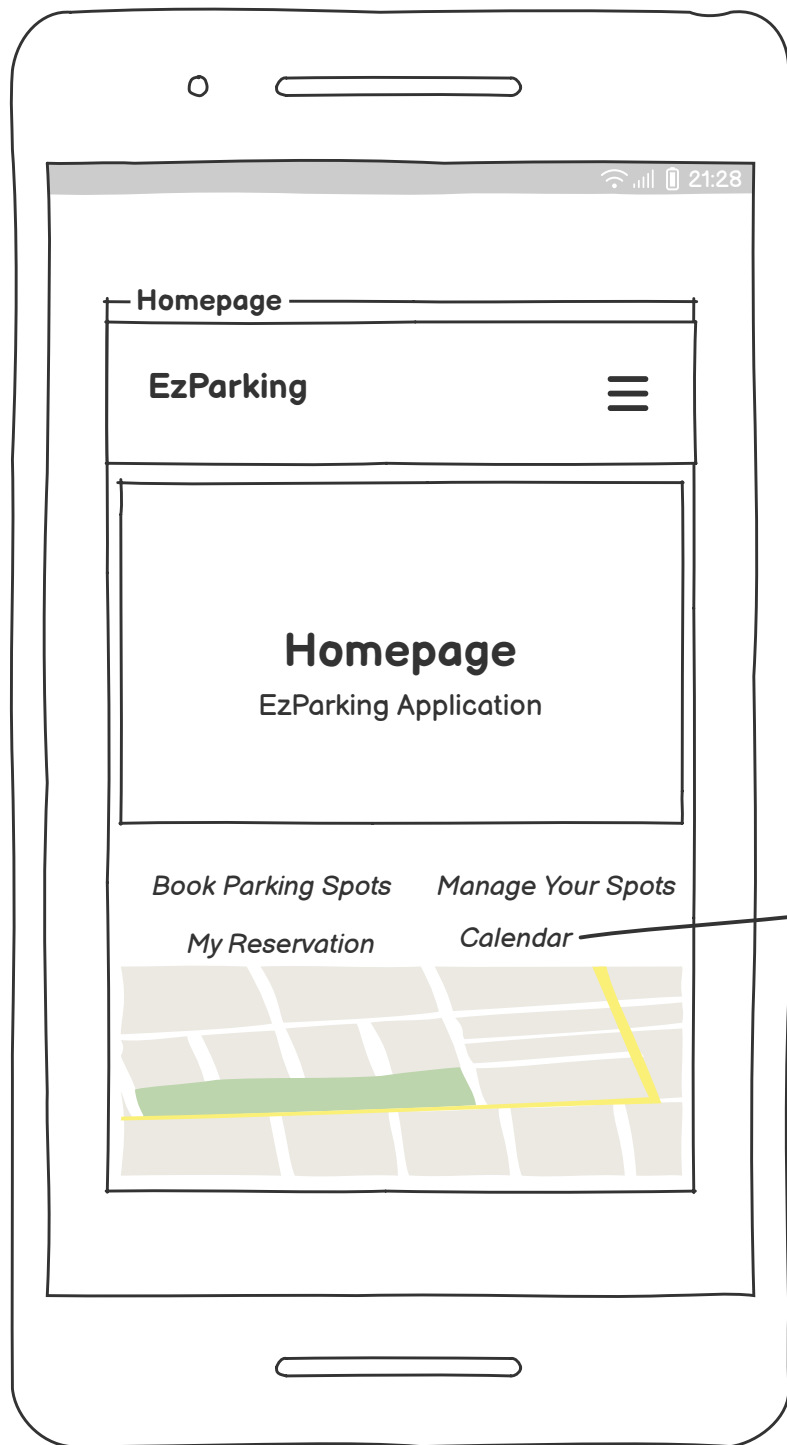 21:28
Homepage
EzParking
Homepage
EzParking Application
Book Parking Spots Manage Your Spots
My Reservation Calendar